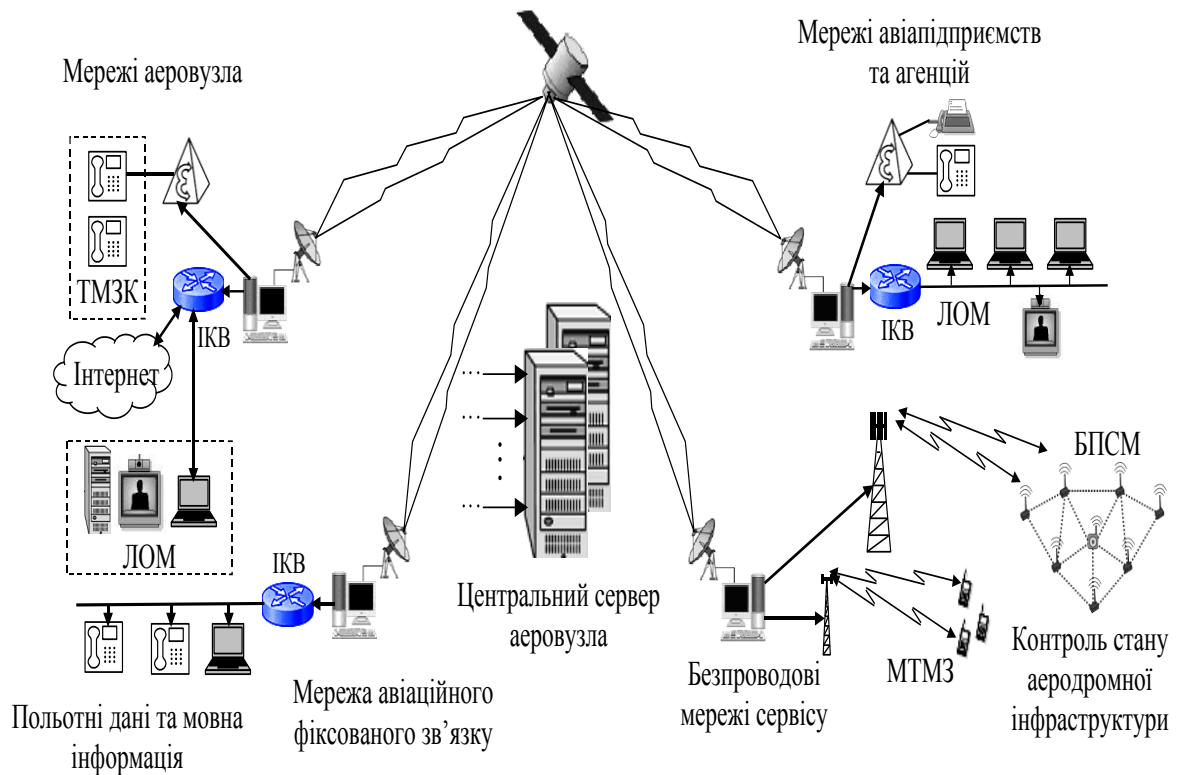 Мережі авіапідприємств
та агенцій
Мережі аеровузла
ТМЗК
ІКВ
Інтернет
ЛОМ
ІКВ
ЛОМ
БПСМ
ІКВ
Центральний сервер
аеровузла
Безпроводові
мережі сервісу
МТМЗ
Контроль стану
аеродромної
інфраструктури
Мережа авіаційного
фіксованого зв’язку
Польотні дані та мовна
інформація